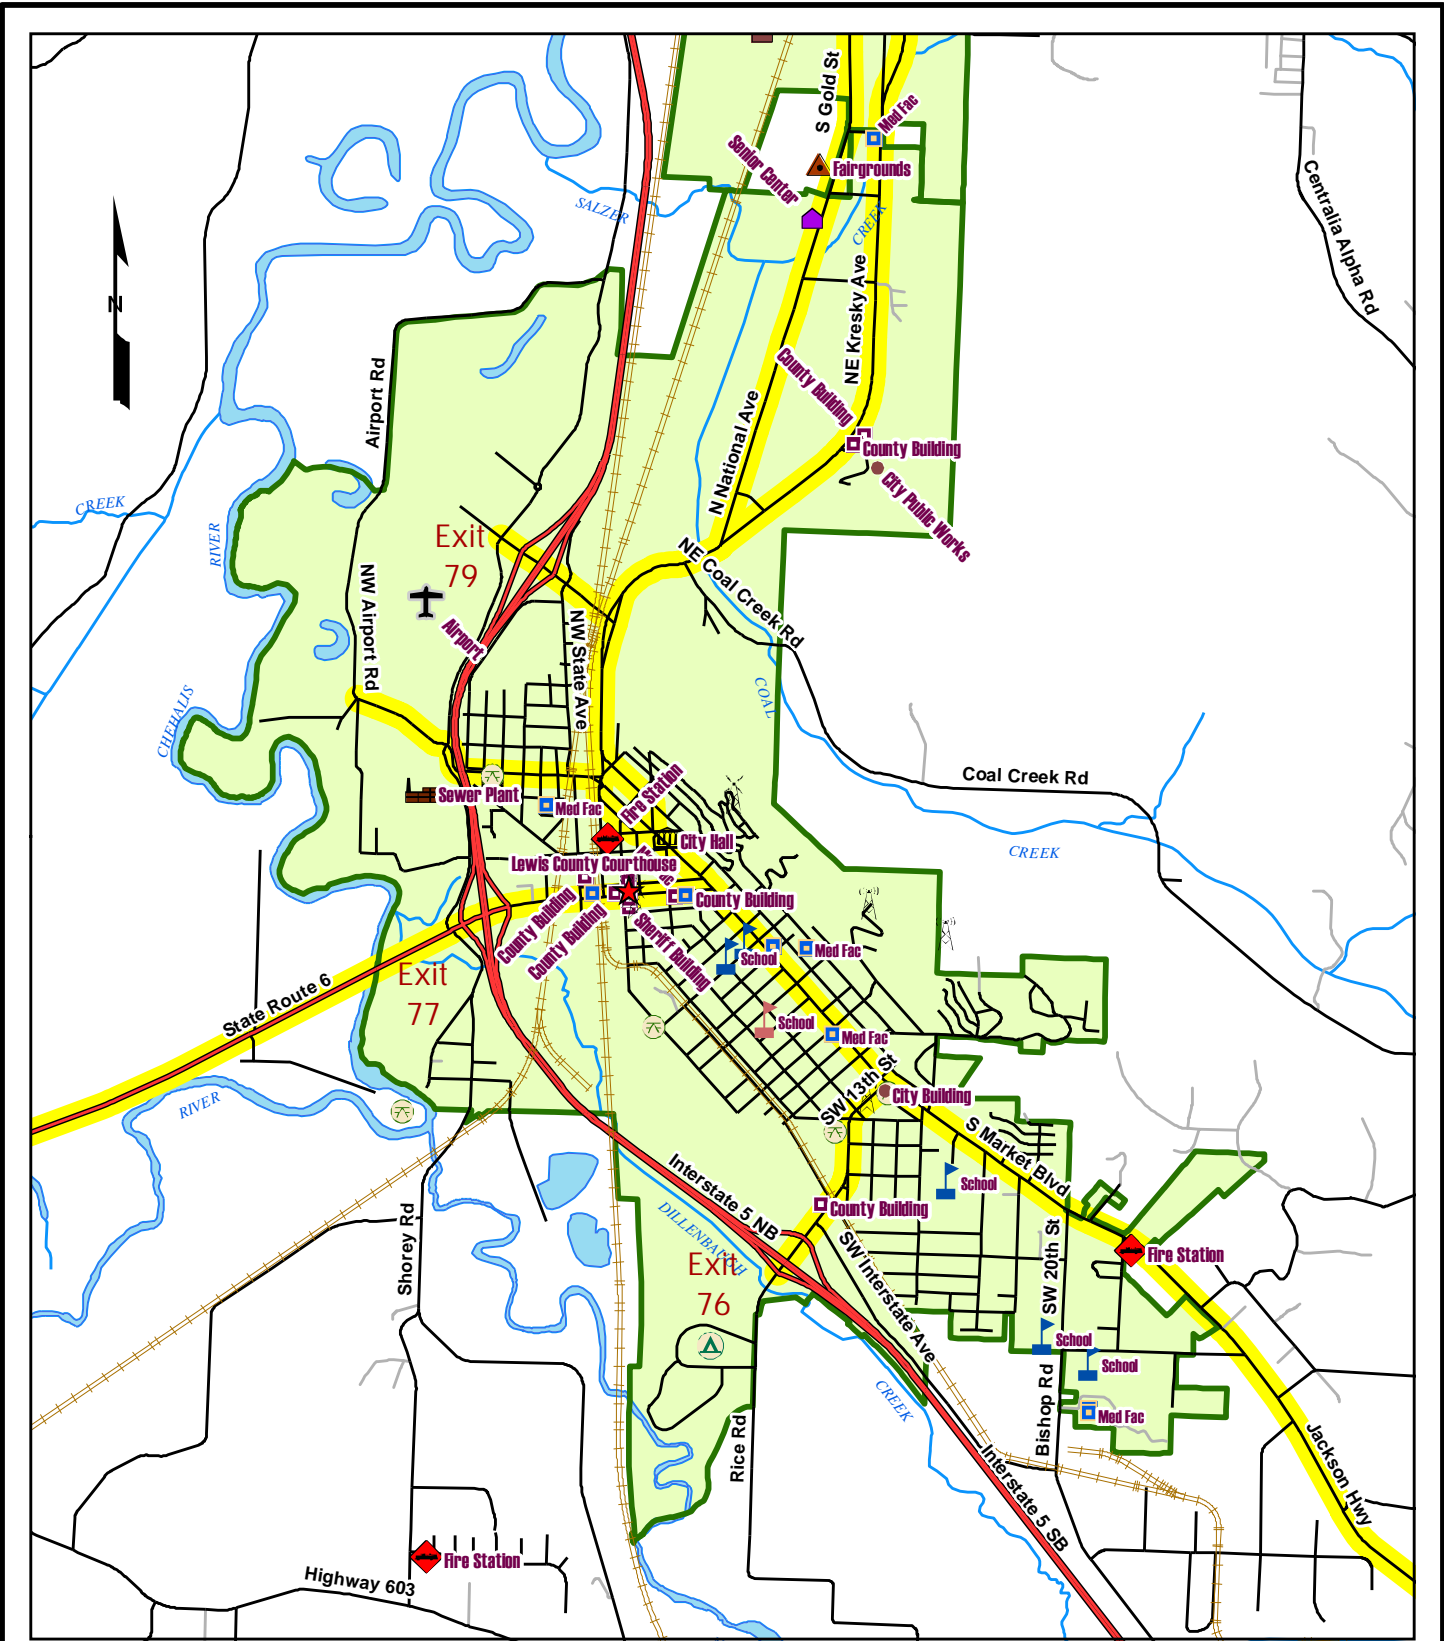 S Gold St
Med Fac
Senior Center
Fairgrounds
Centralia Alpha Rd
SALZER
CREEK
N
NE Kresky Ave
Airport Rd
County Building
N National Ave
County Building
City Public Works
CREEK
RIVER
Exit
79
NE Coal Creek Rd
NW Airport Rd
Airport
NW State Ave
COAL
CHEHALIS
Coal Creek Rd
Fire Station
Sewer Plant
Med Fac
City Hall
CREEK
Lewis County Courthouse
County Building
County Building
County Building
Sheriff Building
School
Med Fac
Exit
77
State Route 6
School
Med Fac
SW 13th St
City Building
RIVER
S Market Blvd
Interstate 5 NB
School
County Building
DILLENBAUGH
Shorey Rd
SW Interstate Ave
SW 20th St
Fire Station
Exit
76
School
School
CREEK
Bishop Rd
Med Fac
Rice Rd
Jackson Hwy
Interstate 5 SB
Fire Station
Highway 603